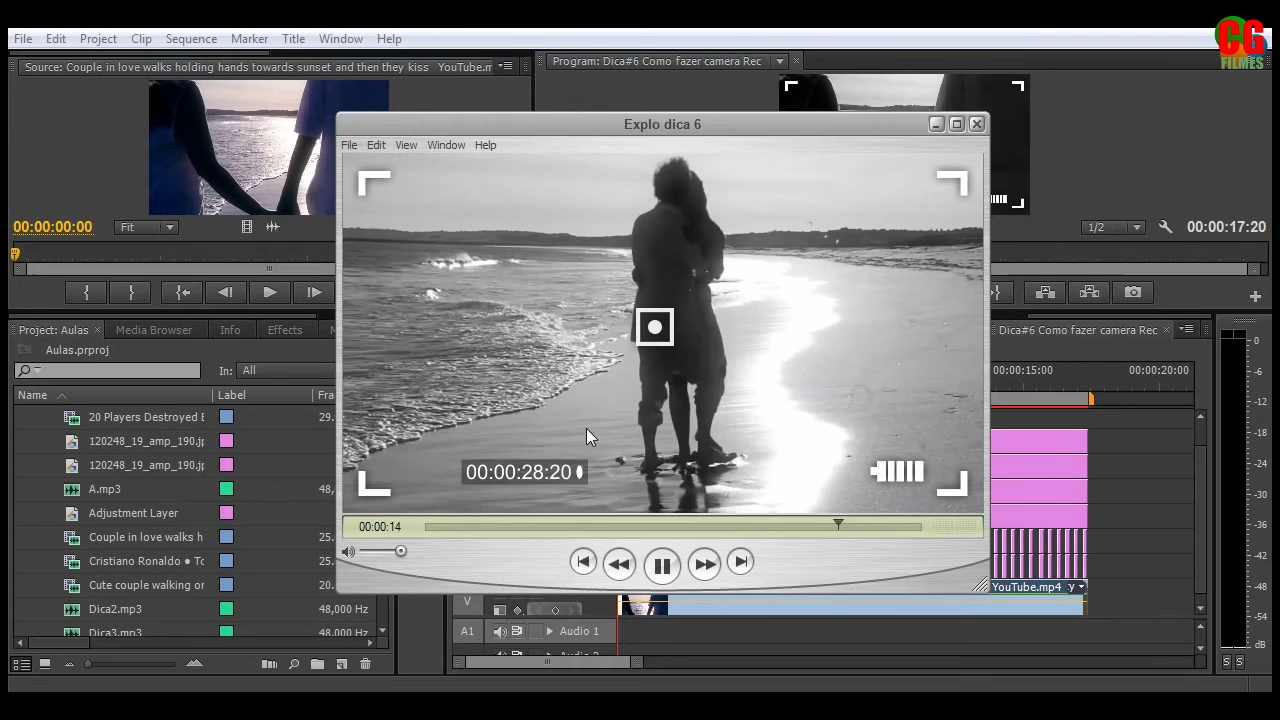 CG
FILMES
File Edit Project Clip Sequence Marker Title Window Help
Source: Couple in love walks holding hands towards sunset and then they kiss YouTube.m
Program: Dica#6 Como fazer camera Rec
00:00:00:00 Fit
1/2 00:00:17:20
Explo dica 6
File Edit View Window Help
00:00:28:20
00:00:14
Project: Aulas Media Browser Info Effects
Aulas.prproj
In: All
Name Label Fra
20 Players Destroyed 29.
120248_19_amp_190.jp
120248_19_amp_190.jp
A.mp3 48,
Adjustment Layer
Couple in love walks h 25.
Cristiano Ronaldo ● To 25.
Cute couple walking or 20.
Dica2.mp3 48,000 Hz
Dica3.mp3 48,000 Hz
Dica#6 Como fazer camera Rec
00:00:15:00 00:00:20:00
YouTube.mp4 y
V
A1 Audio 1
0
-6
-12
-18
-24
-30
-36
-42
-48
-54
dB
S S